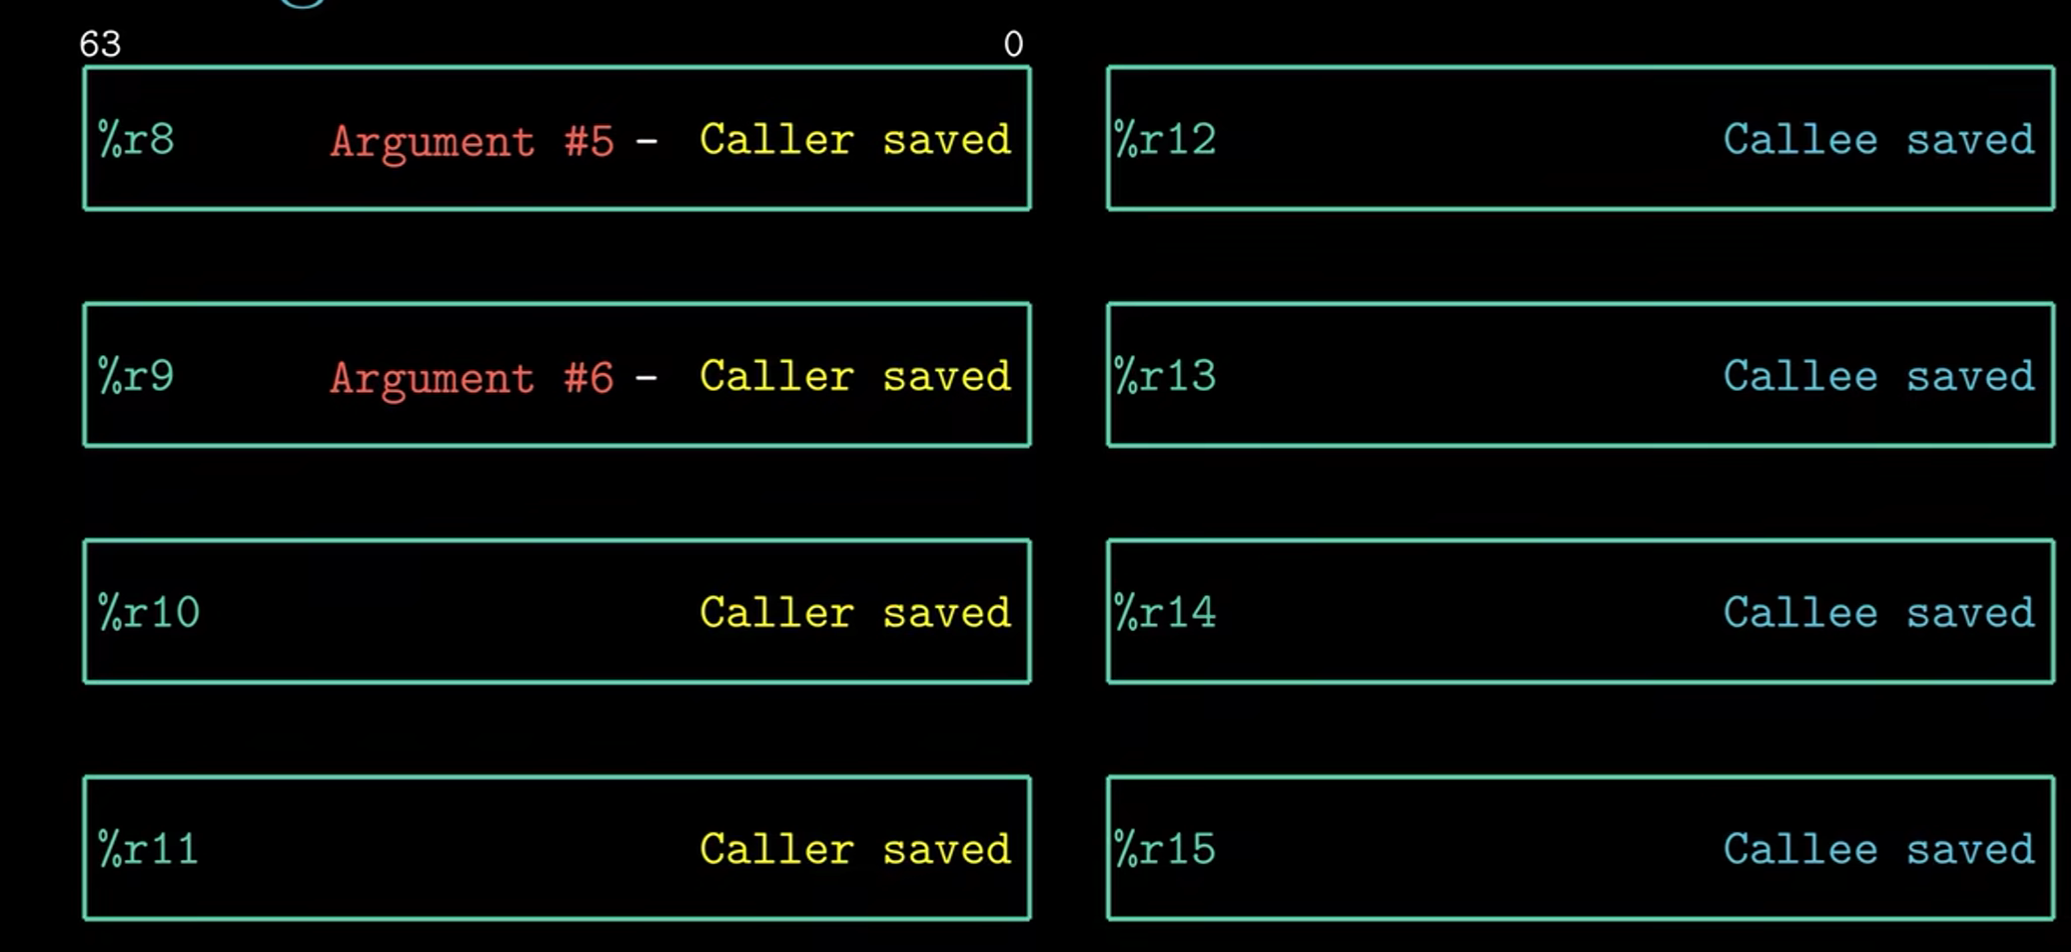 63 0
%r8 Argument #5 - Caller saved
%r12 Callee saved
%r9 Argument #6 - Caller saved
%r13 Callee saved
%r10 Caller saved
%r14 Callee saved
%r11 Caller saved
%r15 Callee saved